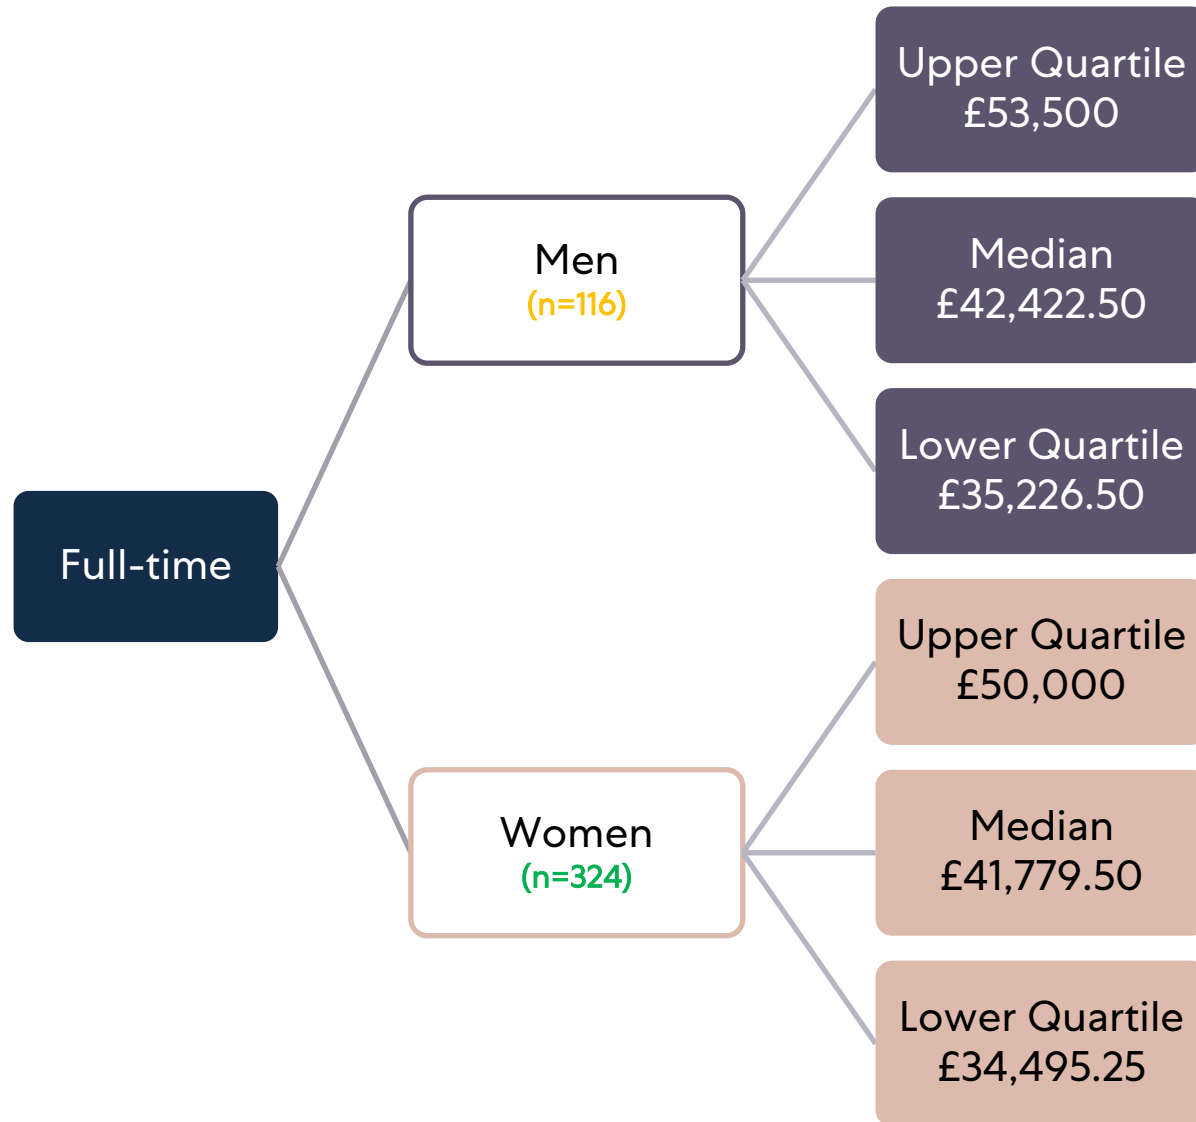 Full-time
Men
(n=116)
Upper Quartile
£53,500
Median
£42,422.50
Lower Quartile
£35,226.50
Women
(n=324)
Upper Quartile
£50,000
Median
£41,779.50
Lower Quartile
£34,495.25